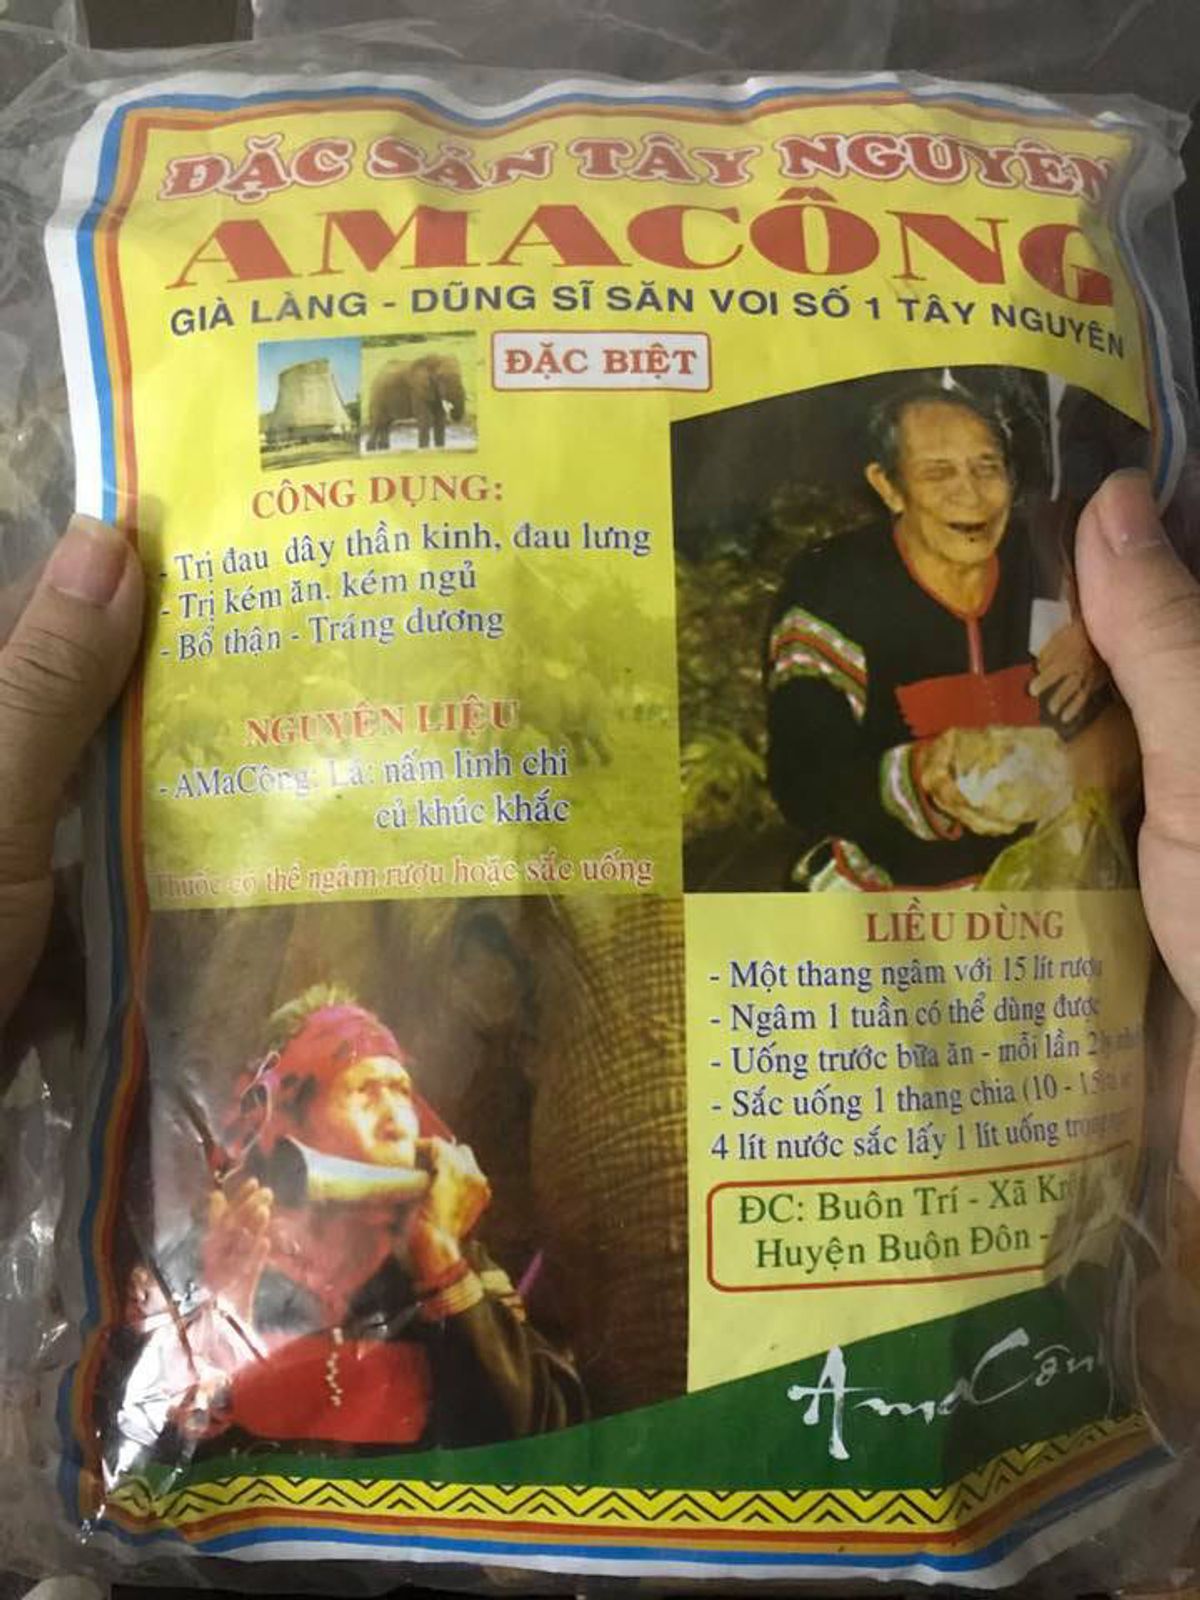 ĐẶC SẢN TÂY NGUYÊN
AMACÔNG
GIÀ LÀNG - DŨNG SĨ SĂN VOI SỐ 1 TÂY NGUYÊN
ĐẶC BIỆT
CÔNG DỤNG:
- Trị đau dây thần kinh, đau lưng
- Trị kém ăn. kém ngủ
- Bổ thận - Tráng dương
NGUYÊN LIỆU
- AMaCông: Lá: nấm linh chi
củ khúc khắc
Thuốc có thể ngâm rượu hoặc sắc uống
LIỀU DÙNG
- Một thang ngâm với 15 lít rượu
- Ngâm 1 tuần có thể dùng được
- Uống trước bữa ăn - mỗi lần 2
- Sắc uống 1 thang chia (10 - 15
4 lít nước sắc lấy 1 lít uống
ĐC: Buôn Trí - Xã
Huyện Buôn Đôn -
AmaCông